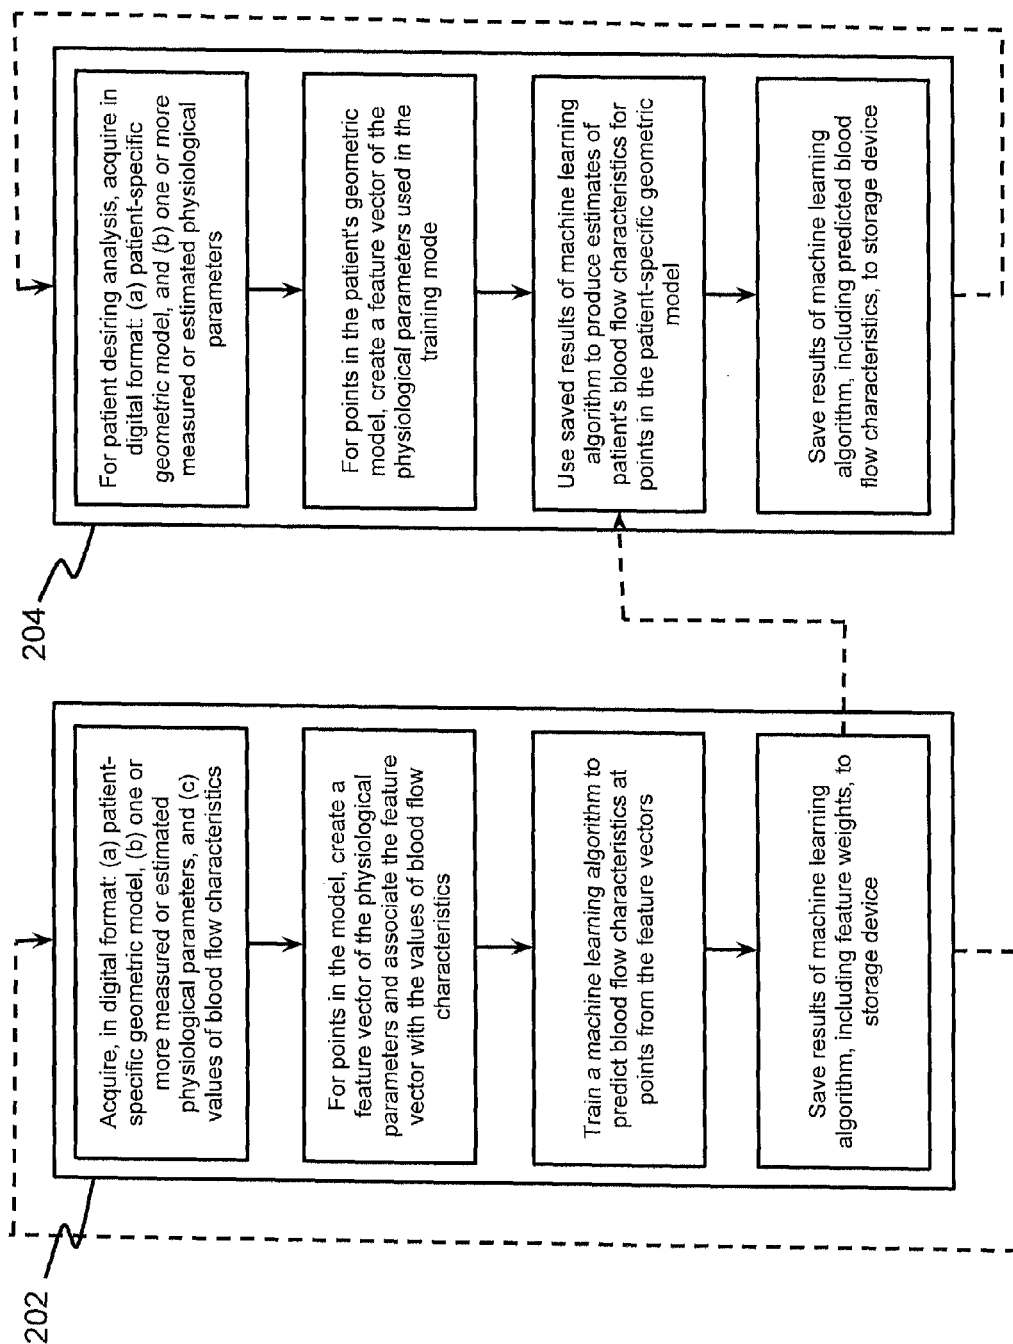 202
Acquire, in digital format: (a) patient-
specific geometric model, (b) one or
more measured or estimated
physiological parameters, and (c)
values of blood flow characteristics
For points in the model, create a
feature vector of the physiological
parameters and associate the feature
vector with the values of blood flow
characteristics
Train a machine learning algorithm to
predict blood flow characteristics at
points from the feature vectors
Save results of machine learning
algorithm, including feature weights, to
storage device
204
For patient desiring analysis, acquire in
digital format: (a) patient-specific
geometric model, and (b) one or more
measured or estimated physiological
parameters
For points in the patient's geometric
model, create a feature vector of the
physiological parameters used in the
training mode
Use saved results of machine learning
algorithm to produce estimates of
patient's blood flow characteristics for
points in the patient-specific geometric
model
Save results of machine learning
algorithm, including predicted blood
flow characteristics, to storage device